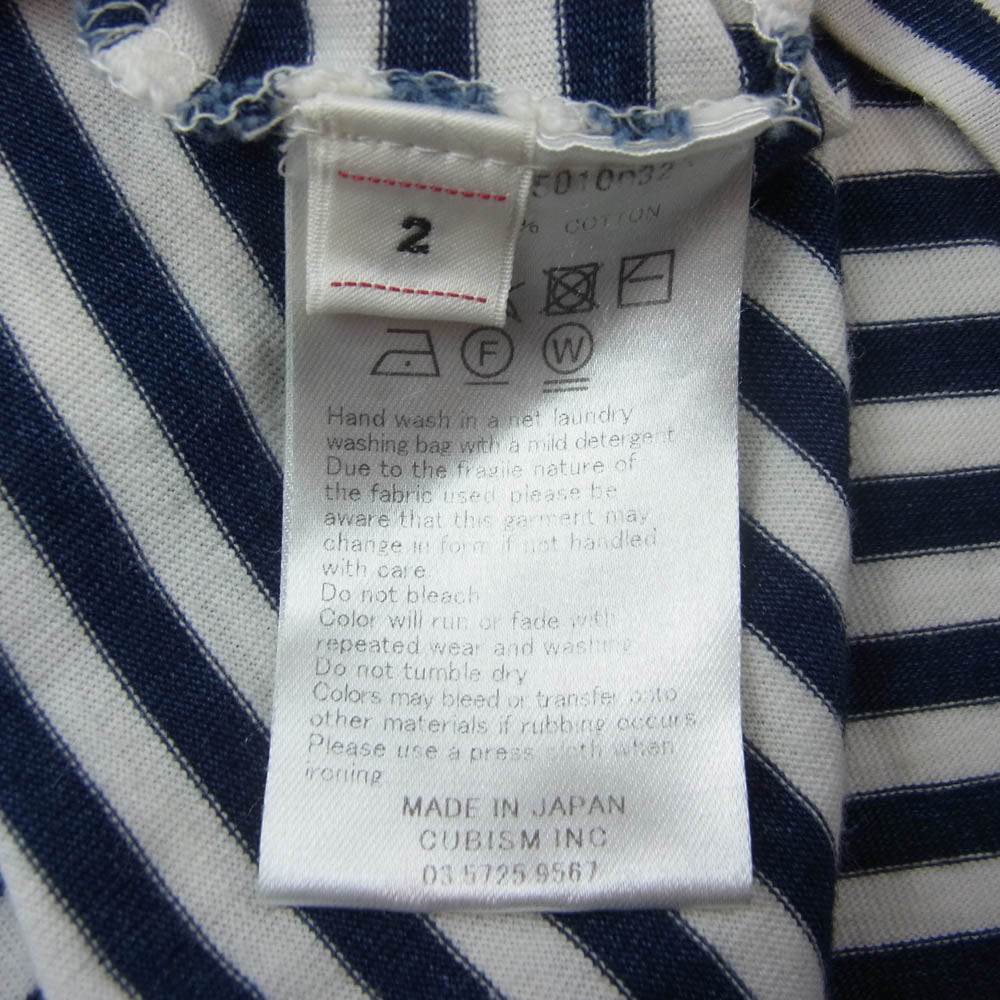 2
5010032
% COTTON
F
W
Hand wash in a net laundry
washing bag with a mild detergent
Due to the fragile nature of
the fabric used please be
aware that this garment may
change in form if not handled
with care
Do not bleach
Color will run or fade with
repeated wear and washing
Do not tumble dry
Colors may bleed or transfer onto
other materials if rubbing occurs
Please use a press cloth when
ironing
MADE IN JAPAN
CUBISM INC
03 5725 9567